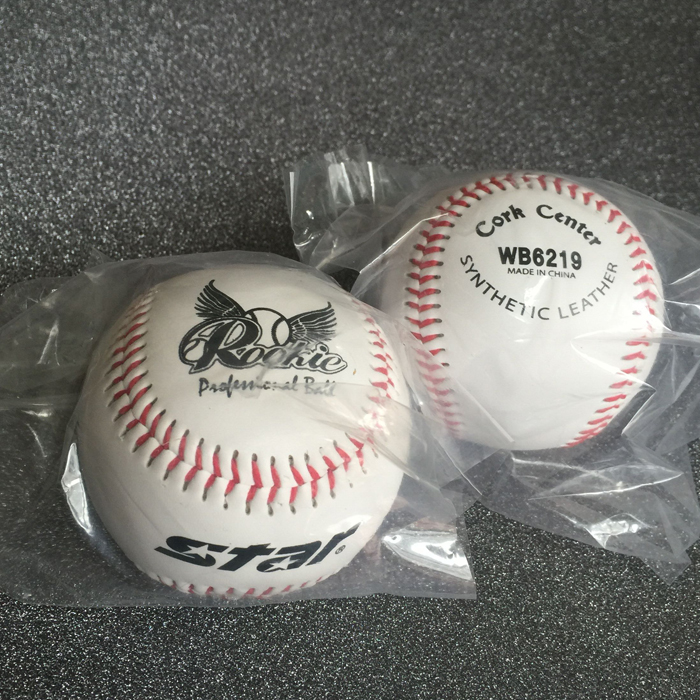 Rookie
Professional Ball
star®
Cork Center
WB6219
MADE IN CHINA
SYNTHETIC LEATHER